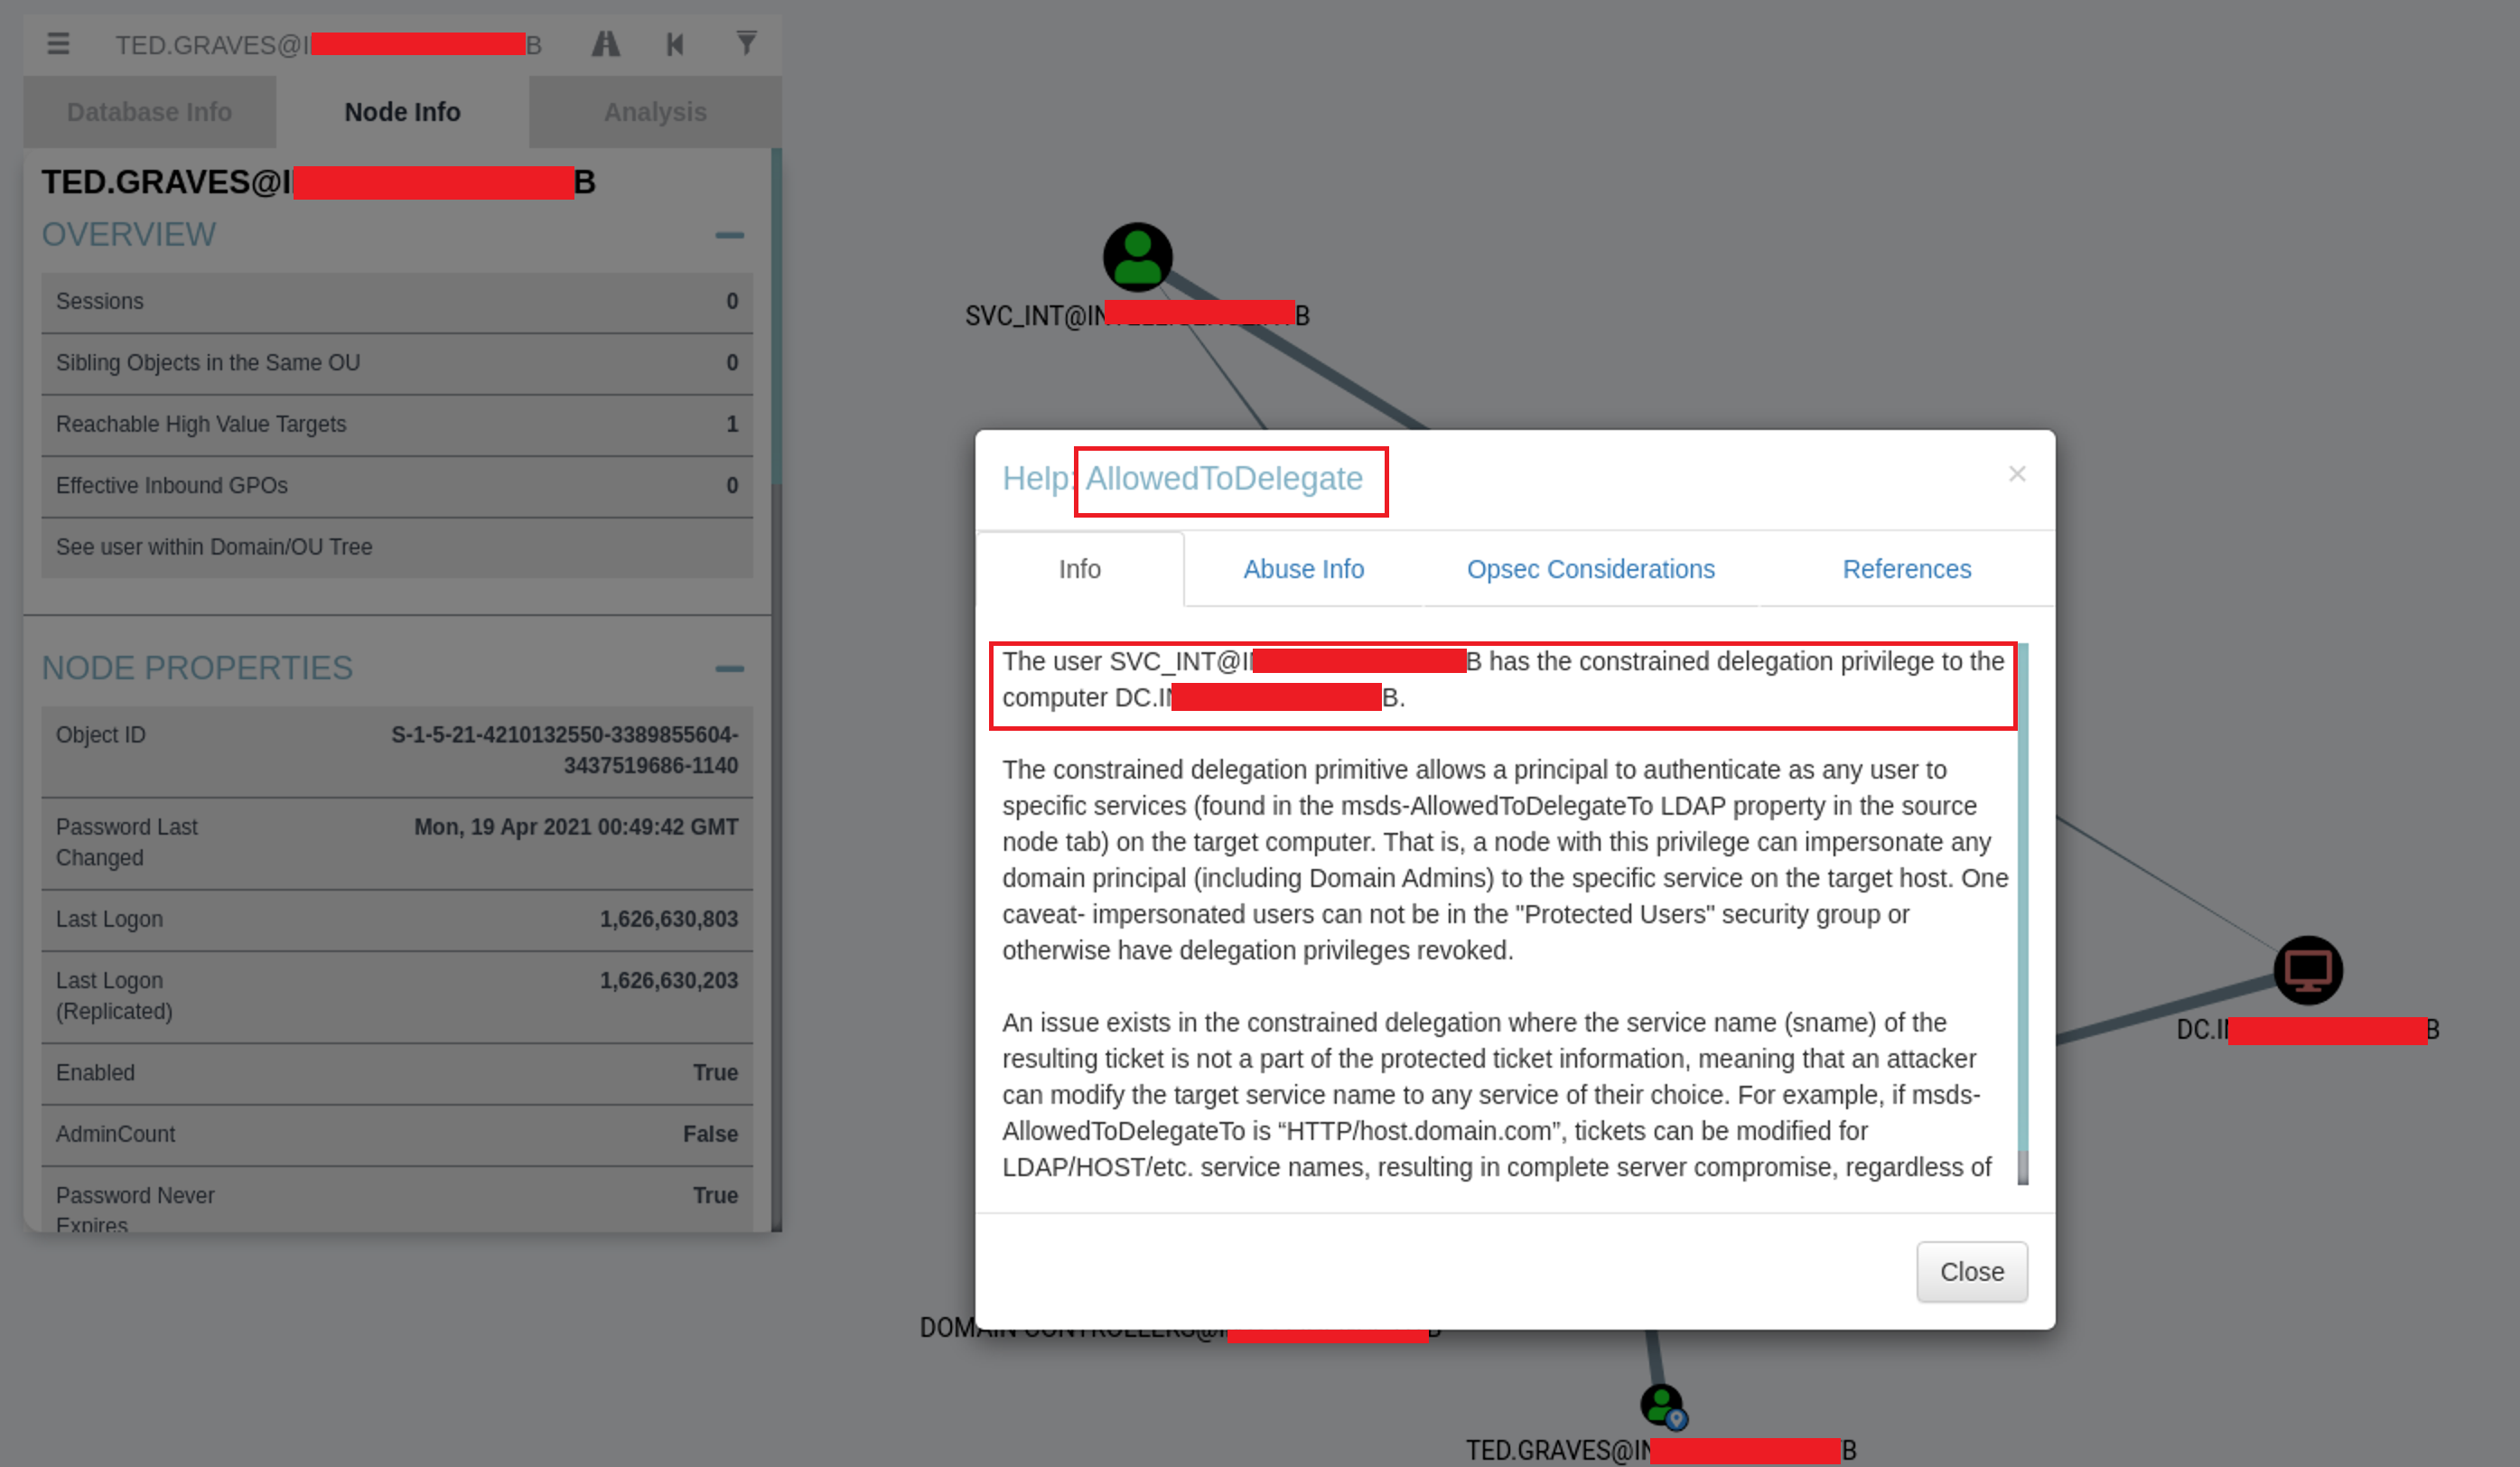 TED.GRAVES@I B
Database Info Node Info Analysis
TED.GRAVES@I B
OVERVIEW
Sessions 0
Sibling Objects in the Same OU 0
Reachable High Value Targets 1
Effective Inbound GPOs 0
See user within Domain/OU Tree
NODE PROPERTIES
Object ID S-1-5-21-4210132550-3389855604-
3437519686-1140
Password Last Mon, 19 Apr 2021 00:49:42 GMT
Changed
Last Logon 1,626,630,803
Last Logon 1,626,630,203
(Replicated)
Enabled True
AdminCount False
Password Never True
Expires
SVC_INT@IN B
Help: AllowedToDelegate ×
Info Abuse Info Opsec Considerations References
The user SVC_INT@I B has the constrained delegation privilege to the
computer DC.IN B.
The constrained delegation primitive allows a principal to authenticate as any user to
specific services (found in the msds-AllowedToDelegateTo LDAP property in the source
node tab) on the target computer. That is, a node with this privilege can impersonate any
domain principal (including Domain Admins) to the specific service on the target host. One
caveat- impersonated users can not be in the "Protected Users" security group or
otherwise have delegation privileges revoked.
An issue exists in the constrained delegation where the service name (sname) of the
resulting ticket is not a part of the protected ticket information, meaning that an attacker
can modify the target service name to any service of their choice. For example, if msds-
AllowedToDelegateTo is “HTTP/host.domain.com”, tickets can be modified for
LDAP/HOST/etc. service names, resulting in complete server compromise, regardless of
Close
DC.I B
DOMAIN CONTROLLERS@I B
TED.GRAVES@IN B